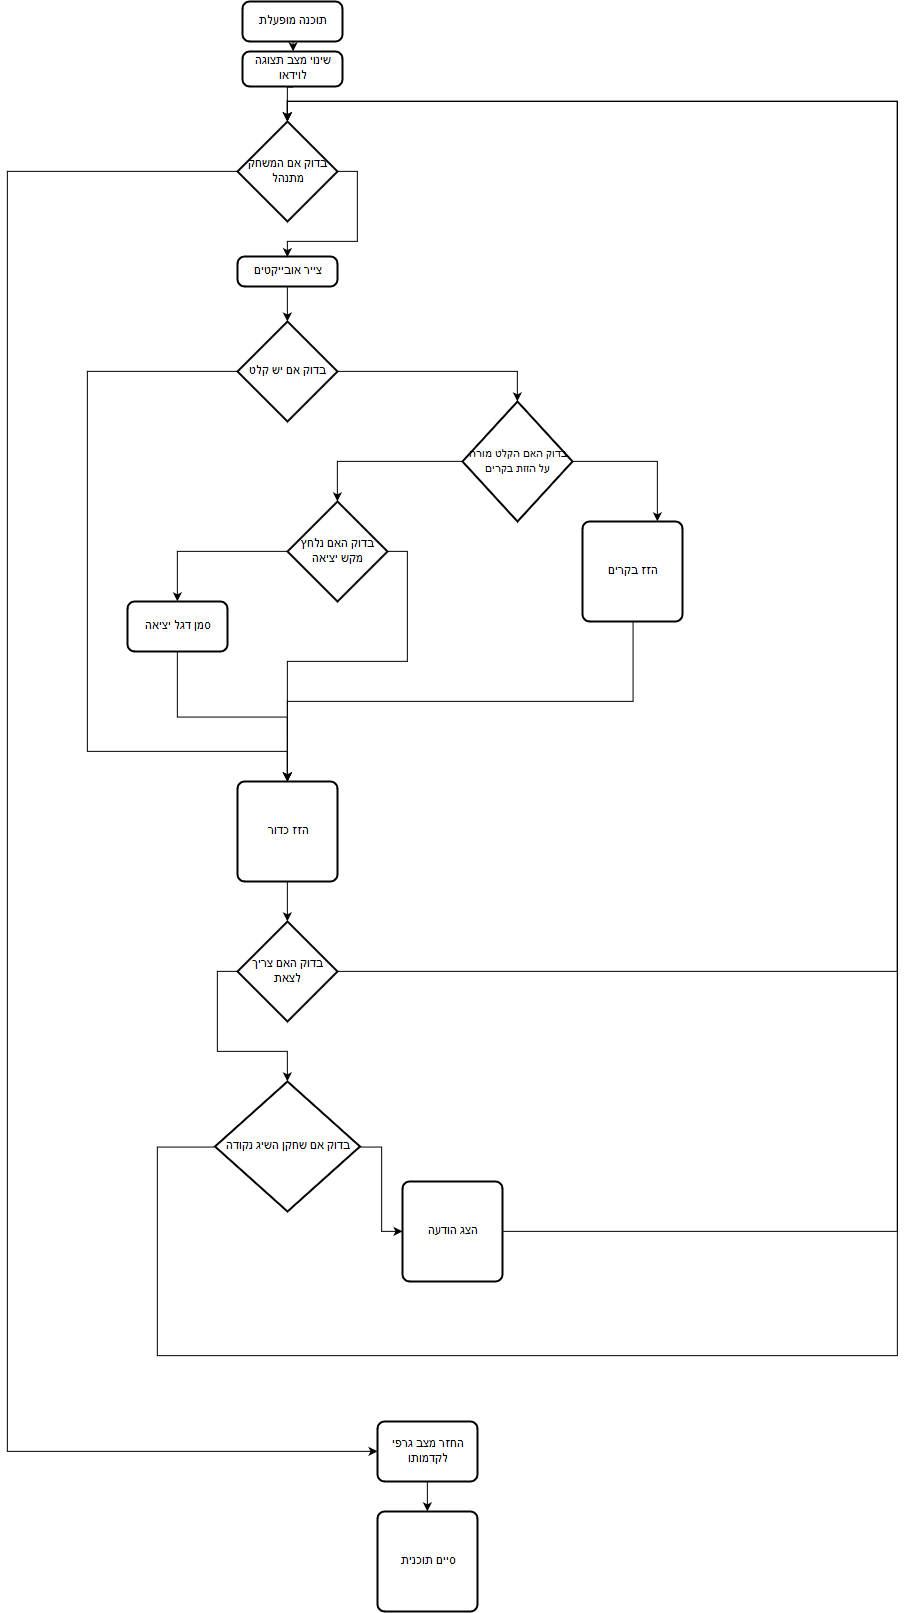 תוכנה מופעלת
שינוי מצב תצוגה
לוידאו
בדוק אם המשחק
מתנהל
צייר אובייקטים
בדוק אם יש קלט
בדוק האם הקלט מורה
על הזזת בקרים
בדוק האם נלחץ
מקש יציאה
הזז בקרים
סמן דגל יציאה
הזז כדור
בדוק האם צריך
לצאת
בדוק אם שחקן השיג נקודה
הצג הודעה
החזר מצב גרפי
לקדמותו
סיים תוכנית